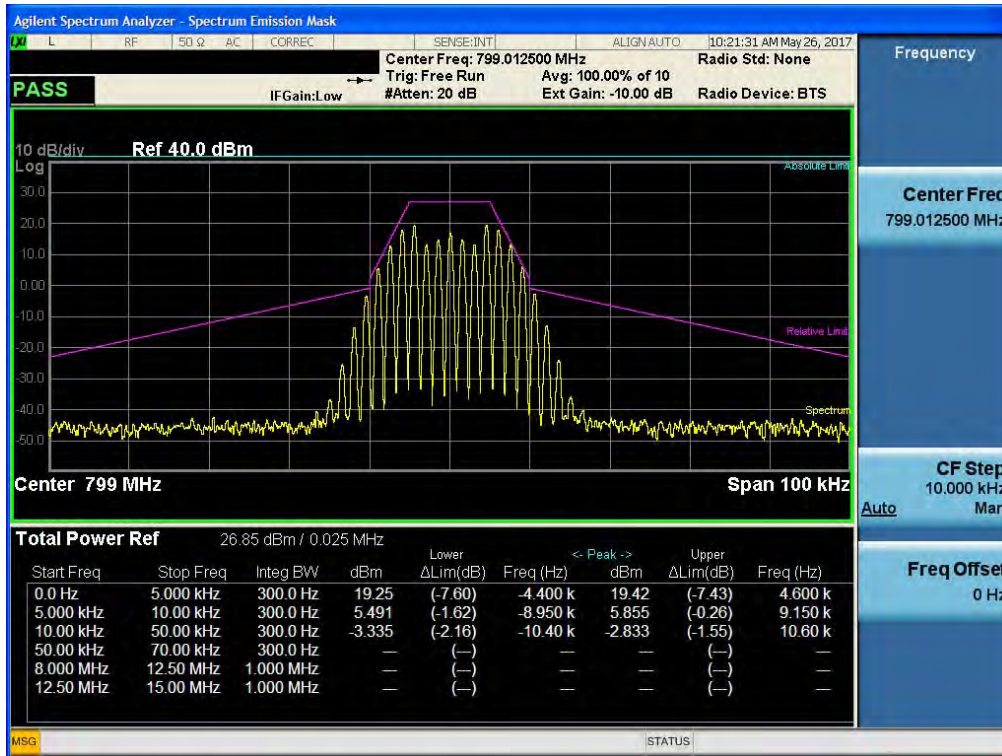 Agilent Spectrum Analyzer - Spectrum Emission Mask
LXI L RF 50 Ω AC CORREC SENSE:INT ALIGN AUTO 10:21:31 AM May 26, 2017
Center Freq: 799.012500 MHz Radio Std: None
Trig: Free Run Avg: 100.00% of 10
PASS IFGain:Low #Atten: 20 dB Ext Gain: -10.00 dB Radio Device: BTS
10 dB/div Ref 40.0 dBm
Log
Absolute Limit
30.0
20.0
10.0
0.00
-10.0
Relative Limit
-20.0
-30.0
-40.0
Spectrum
-50.0
Center 799 MHz Span 100 kHz
Total Power Ref 26.85 dBm / 0.025 MHz
Lower <- Peak -> Upper
Start Freq Stop Freq Integ BW dBm ΔLim(dB) Freq (Hz) dBm ΔLim(dB) Freq (Hz)
0.0 Hz 5.000 kHz 300.0 Hz 19.25 (-7.60) -4.400 k 19.42 (-7.43) 4.600 k
5.000 kHz 10.00 kHz 300.0 Hz 5.491 (-1.62) -8.950 k 5.855 (-0.26) 9.150 k
10.00 kHz 50.00 kHz 300.0 Hz -3.335 (-2.16) -10.40 k -2.833 (-1.55) 10.60 k
50.00 kHz 70.00 kHz 300.0 Hz — (—) — — (—) —
8.000 MHz 12.50 MHz 1.000 MHz — (—) — — (—) —
12.50 MHz 15.00 MHz 1.000 MHz — (—) — — (—) —
MSG STATUS
Frequency
Center Freq
799.012500 MHz
CF Step
10.000 kHz
Auto Man
Freq Offset
0 Hz